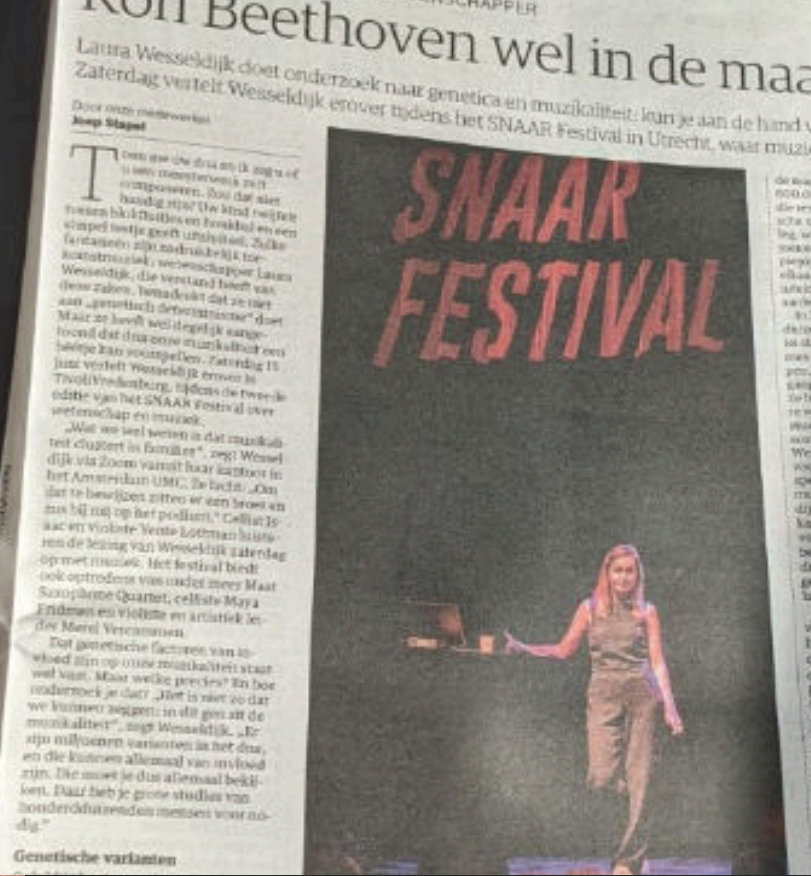 SCHAPPER
Kon Beethoven wel in de maa
Laura Wesseldijk doet onderzoek naar genetica en muzikaliteit: kun je aan de hand v
Zaterdag vertelt Wesseldijk erover tijdens het SNAAR Festival in Utrecht, waar muzie
Door onze medewerker
Joep Stapel
SNAAR
FESTIVAL
componeren. Zou dat niet
handig zijn? Uw kind twijfelt
tussen blokfluitles en honkbal en een
simpel testje geeft uitsluitsel. Zulke
fantasieën zijn nadrukkelijk toe-
komstmuziek: wetenschapper Laura
Wesseldijk, die verstand heeft van
deze zaken, benadrukt dat ze niet
aan „genetisch determinisme” doet.
Maar ze heeft wel degelijk aange-
toond dat dna onze muzikaliteit een
beetje kan voorspellen. Zaterdag 15
juni vertelt Wesseldijk erover in
TivoliVredenburg, tijdens de tweede
editie van het SNAAR Festival over
wetenschap en muziek.
„Wat we wel weten is dat muzikali-
teit clustert in families”, zegt Wessel-
dijk via Zoom vanuit haar kantoor in
het Amsterdam UMC. Ze lacht: „Om
dat te bewijzen zitten er een broer en
zus bij mij op het podium.” Cellist Is-
aac en violiste Yente Lottman luiste-
ren de lezing van Wesseldijk zaterdag
op met muziek. Het festival biedt
ook optredens van onder meer Maat
Saxophone Quartet, celliste Maya
Fridman en violiste en artistiek lei-
der Merel Vercammen.
Dat genetische factoren van in-
vloed zijn op onze muzikaliteit staat
wel vast. Maar welke precies? En hoe
onderzoek je dat? „Het is niet zo dat
we kunnen zeggen: in dit gen zit de
muzikaliteit”, zegt Wesseldijk. „Er
zijn miljoenen varianten in het dna,
en die kunnen allemaal van invloed
zijn. Die moet je dus allemaal bekij-
ken. Daar heb je grote studies van
honderdduizenden mensen voor no-
dig.”
Genetische varianten